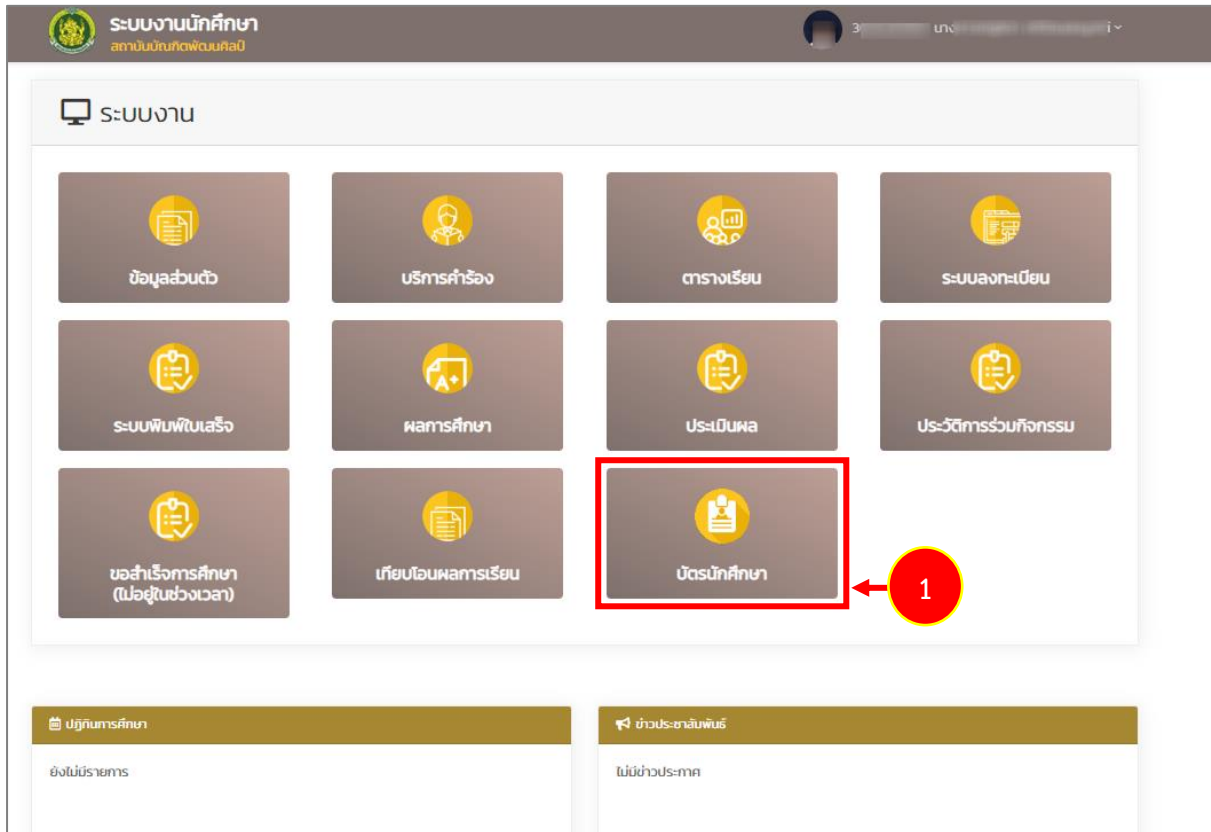 ระบบงานนักศึกษา
สถาบันบัณฑิตพัฒนศิลป์
3
นาง
ระบบงาน
ข้อมูลส่วนตัว
บริการคำร้อง
ตารางเรียน
ระบบลงทะเบียน
ระบบพิมพ์ใบเสร็จ
A+
ผลการศึกษา
ประเมินผล
ประวัติการร่วมกิจกรรม
ขอสำเร็จการศึกษา
(ไม่อยู่ในช่วงเวลา)
เทียบโอนผลการเรียน
บัตรนักศึกษา
1
ปฏิทินการศึกษา
ข่าวประชาสัมพันธ์
ยังไม่มีรายการ
ไม่มีข่าวประกาศ